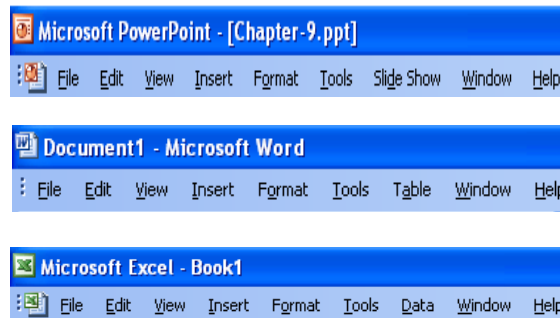 Microsoft PowerPoint - [Chapter-9.ppt]
File Edit View Insert Format Tools Slide Show Window Help
Document1 - Microsoft Word
File Edit View Insert Format Tools Table Window Help
Microsoft Excel - Book1
File Edit View Insert Format Tools Data Window Help